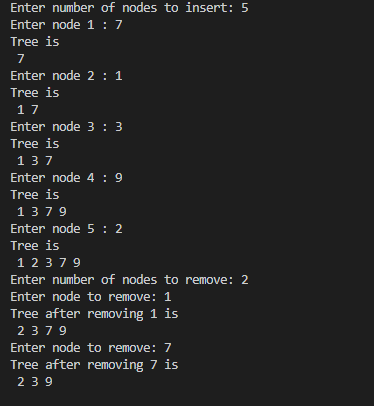 Enter number of nodes to insert: 5
Enter node 1 : 7
Tree is
 7
Enter node 2 : 1
Tree is
 1 7
Enter node 3 : 3
Tree is
 1 3 7
Enter node 4 : 9
Tree is
 1 3 7 9
Enter node 5 : 2
Tree is
 1 2 3 7 9
Enter number of nodes to remove: 2
Enter node to remove: 1
Tree after removing 1 is
 2 3 7 9
Enter node to remove: 7
Tree after removing 7 is
 2 3 9